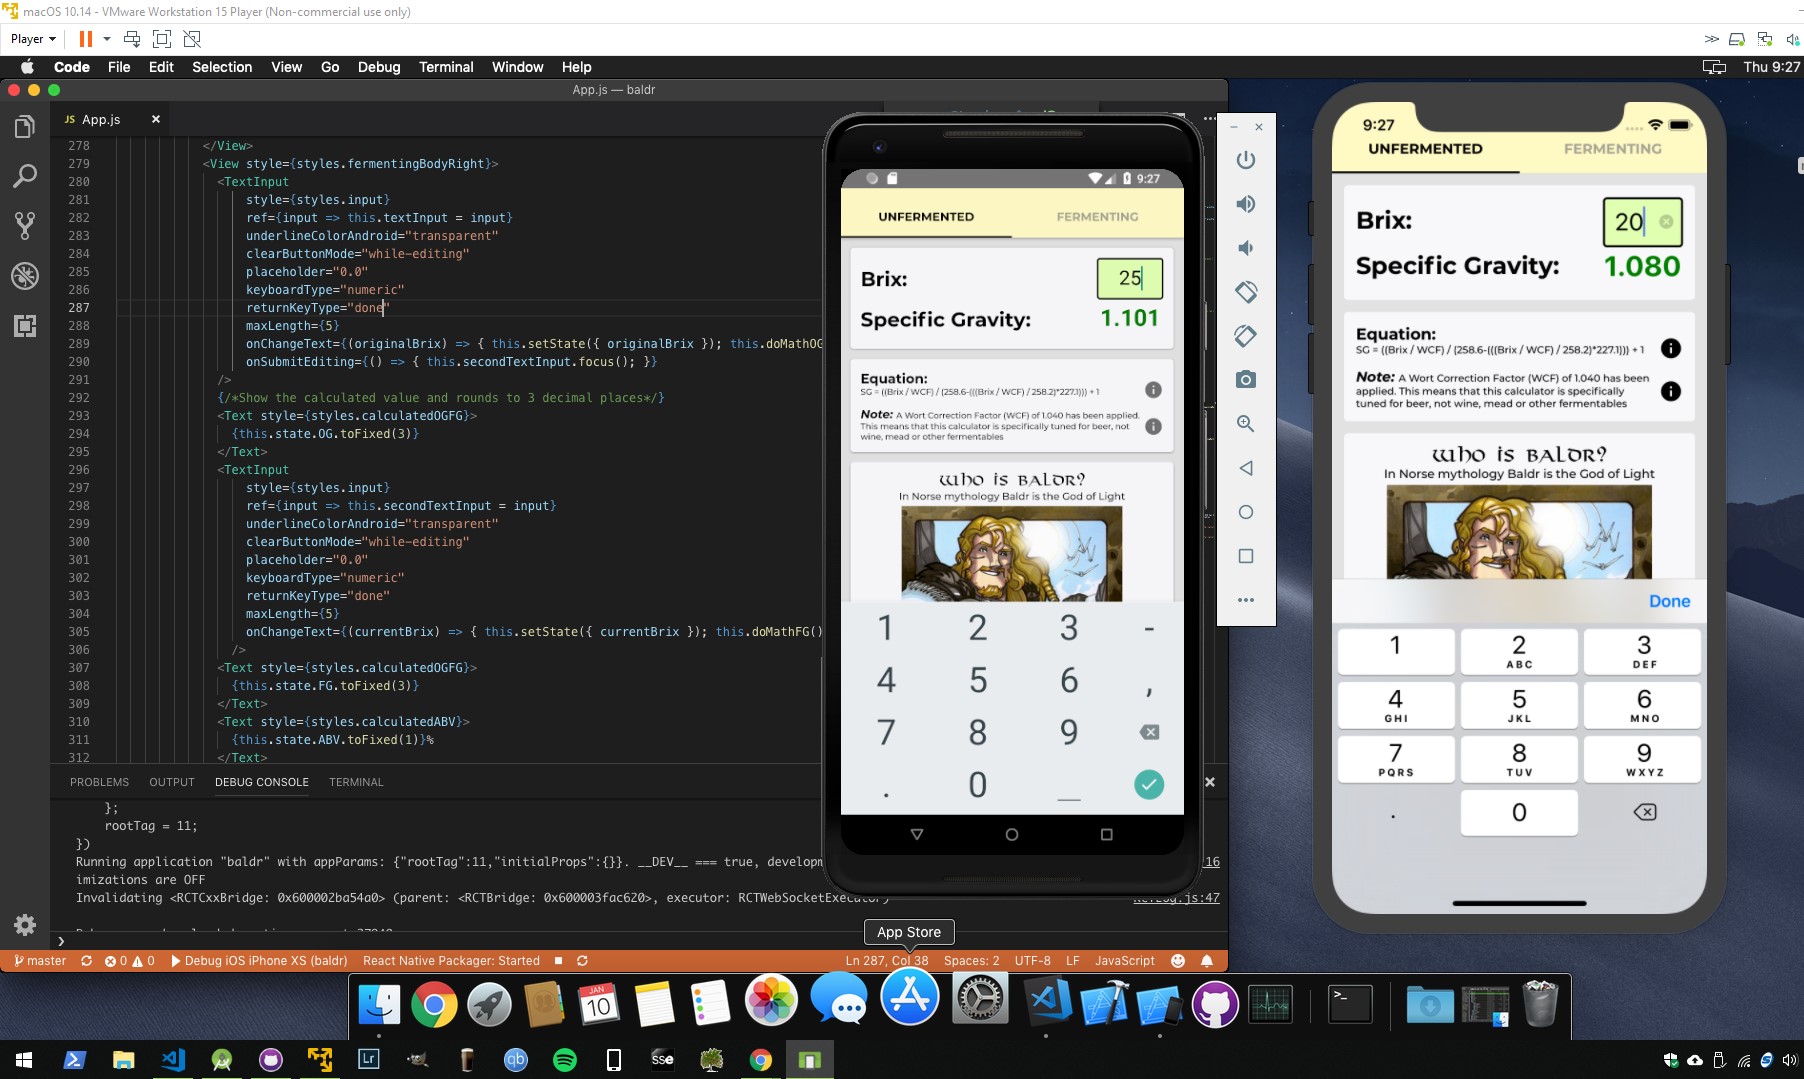 macOS 10.14 - VMware Workstation 15 Player (Non-commercial use only)
Player
Code File Edit Selection View Go Debug Terminal Window Help
Thu 9:27
App.js — baldr
JS App.js
278 </View>
279 <View style={styles.fermentingBodyRight}>
280 <TextInput
281 style={styles.input}
282 ref={input => this.textInput = input}
283 underlineColorAndroid="transparent"
284 clearButtonMode="while-editing"
285 placeholder="0.0"
286 keyboardType="numeric"
287 returnKeyType="done"
288 maxLength={5}
289 onChangeText={(originalBrix) => { this.setState({ originalBrix }); this.doMathOG
290 onSubmitEditing={() => { this.secondTextInput.focus(); }}
291 />
292 {/*Show the calculated value and rounds to 3 decimal places*/}
293 <Text style={styles.calculatedOGFG}>
294 {this.state.OG.toFixed(3)}
295 </Text>
296 <TextInput
297 style={styles.input}
298 ref={input => this.secondTextInput = input}
299 underlineColorAndroid="transparent"
300 clearButtonMode="while-editing"
301 placeholder="0.0"
302 keyboardType="numeric"
303 returnKeyType="done"
304 maxLength={5}
305 onChangeText={(currentBrix) => { this.setState({ currentBrix }); this.doMathFG()
306 />
307 <Text style={styles.calculatedOGFG}>
308 {this.state.FG.toFixed(3)}
309 </Text>
310 <Text style={styles.calculatedABV}>
311 {this.state.ABV.toFixed(1)}%
312 </Text>
PROBLEMS OUTPUT DEBUG CONSOLE TERMINAL
};
rootTag = 11;
})
Running application "baldr" with appParams: {"rootTag":11,"initialProps":{}}. __DEV__ === true, developm
16
imizations are OFF
Invalidating <RCTCxxBridge: 0x600002ba54a0> (parent: <RCTBridge: 0x600003fac620>, executor: RCTWebSocketExecutor)
RCTLog.js:47
master 0 0 Debug iOS iPhone XS (baldr) React Native Packager: Started
Ln 287, Col 38 Spaces: 2 UTF-8 LF JavaScript
App Store
JAN
10
9:27
UNFERMENTED FERMENTING
Brix: 25
Specific Gravity: 1.101
Equation:
SG = ((Brix / WCF) / (258.6-(((Brix / WCF) / 258.2)*227.1))) + 1
Note: A Wort Correction Factor (WCF) of 1.040 has been applied.
This means that this calculator is specifically tuned for beer, not
wine, mead or other fermentables
WHO IS BALDR?
In Norse mythology Baldr is the God of Light
1 2 3 -
4 5 6 ,
7 8 9
. 0 _
9:27
UNFERMENTED FERMENTING
Brix: 20
Specific Gravity: 1.080
Equation:
SG = ((Brix / WCF) / (258.6-(((Brix / WCF) / 258.2)*227.1))) + 1
Note: A Wort Correction Factor (WCF) of 1.040 has been
applied. This means that this calculator is specifically
tuned for beer, not wine, mead or other fermentables
WHO IS BALDR?
In Norse mythology Baldr is the God of Light
Done
1 2 3
ABC DEF
4 5 6
GHI JKL MNO
7 8 9
PQRS TUV WXYZ
. 0
Lr
qb
sse